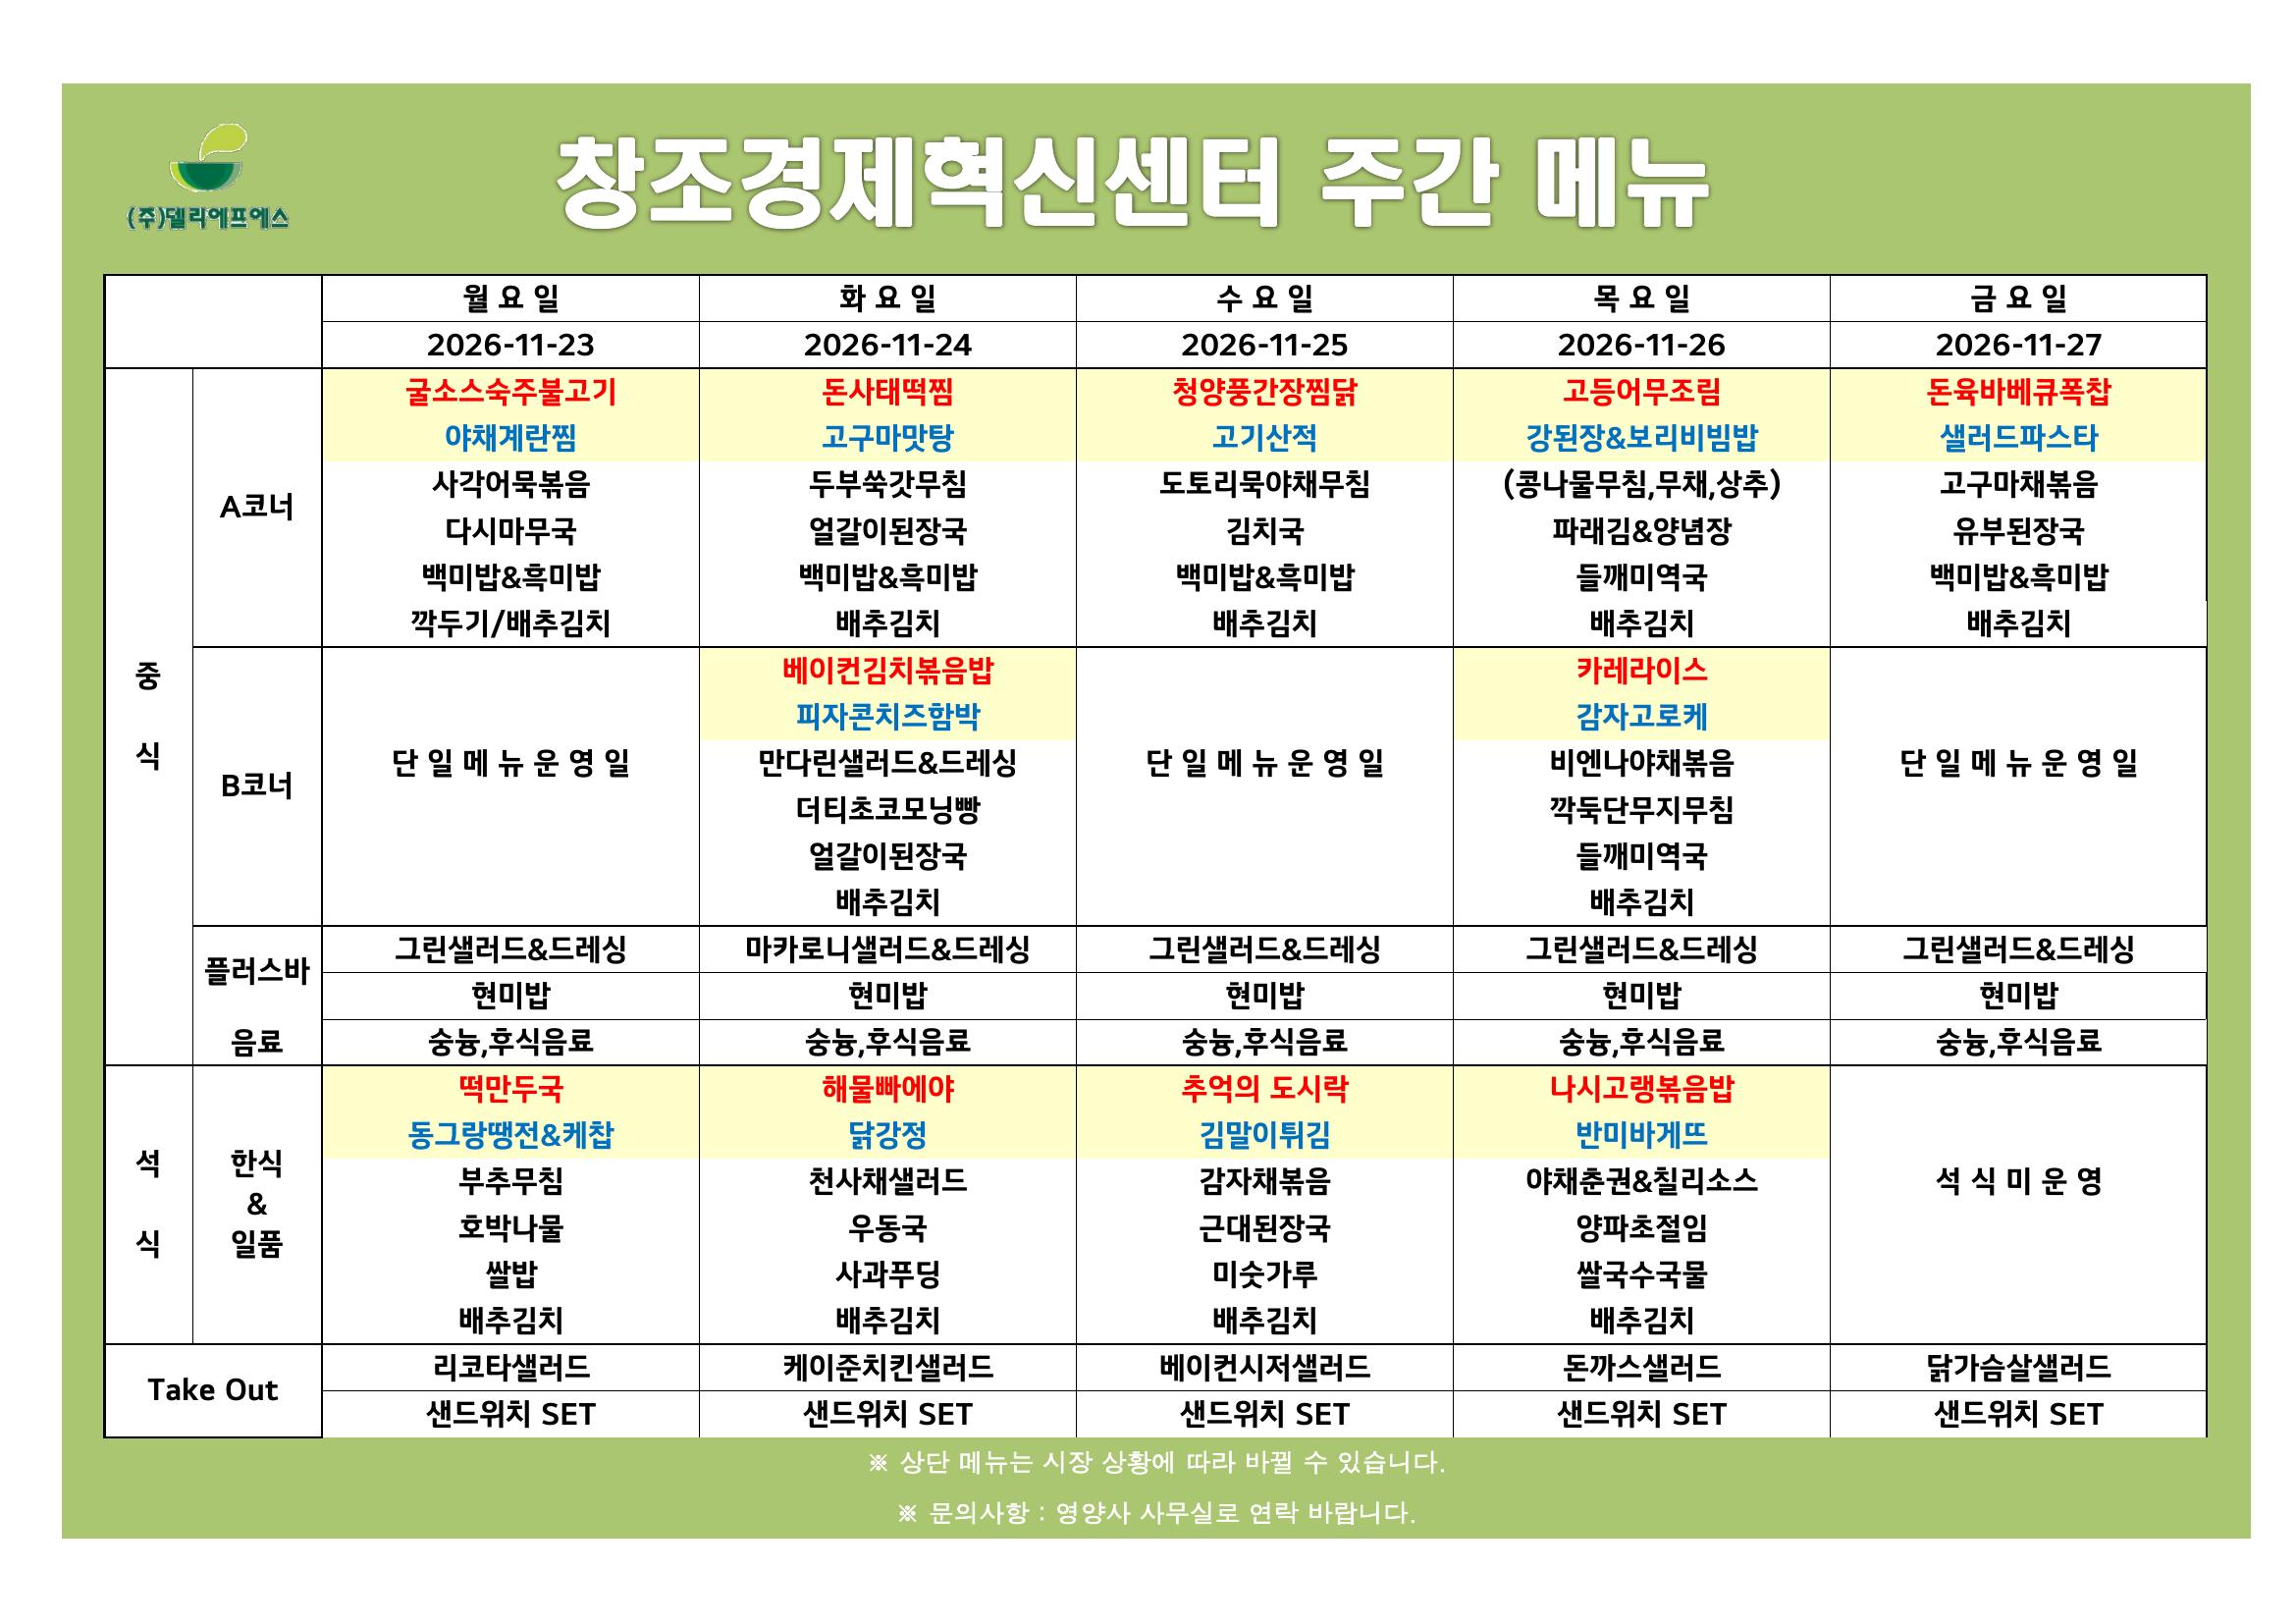 (주)델리에프에스
창조경제혁신센터 주간 메뉴
월 요 일 화 요 일 수 요 일 목 요 일 금 요 일
2026-11-23 2026-11-24 2026-11-25 2026-11-26 2026-11-27
중 식
A코너
굴소스숙주불고기 돈사태떡찜 청양풍간장찜닭 고등어무조림 돈육바베큐폭찹
야채계란찜 고구마맛탕 고기산적 강된장&보리비빔밥 샐러드파스타
사각어묵볶음 두부쑥갓무침 도토리묵야채무침 (콩나물무침,무채,상추) 고구마채볶음
다시마무국 얼갈이된장국 김치국 파래김&양념장 유부된장국
백미밥&흑미밥 백미밥&흑미밥 백미밥&흑미밥 들깨미역국 백미밥&흑미밥
깍두기/배추김치 배추김치 배추김치 배추김치 배추김치
B코너
베이컨김치볶음밥 카레라이스
피자콘치즈함박 감자고로케
단 일 메 뉴 운 영 일 만다린샐러드&드레싱 단 일 메 뉴 운 영 일 비엔나야채볶음 단 일 메 뉴 운 영 일
더티초코모닝빵 깍둑단무지무침
얼갈이된장국 들깨미역국
배추김치 배추김치
플러스바
음료
그린샐러드&드레싱 마카로니샐러드&드레싱 그린샐러드&드레싱 그린샐러드&드레싱 그린샐러드&드레싱
현미밥 현미밥 현미밥 현미밥 현미밥
숭늉,후식음료 숭늉,후식음료 숭늉,후식음료 숭늉,후식음료 숭늉,후식음료
석 식
한식
&
일품
떡만두국 해물빠에야 추억의 도시락 나시고랭볶음밥
동그랑땡전&케찹 닭강정 김말이튀김 반미바게뜨
부추무침 천사채샐러드 감자채볶음 야채춘권&칠리소스 석 식 미 운 영
호박나물 우동국 근대된장국 양파초절임
쌀밥 사과푸딩 미숫가루 쌀국수국물
배추김치 배추김치 배추김치 배추김치
Take Out
리코타샐러드 케이준치킨샐러드 베이컨시저샐러드 돈까스샐러드 닭가슴살샐러드
샌드위치 SET 샌드위치 SET 샌드위치 SET 샌드위치 SET 샌드위치 SET
※ 상단 메뉴는 시장 상황에 따라 바뀔 수 있습니다.
※ 문의사항 : 영양사 사무실로 연락 바랍니다.